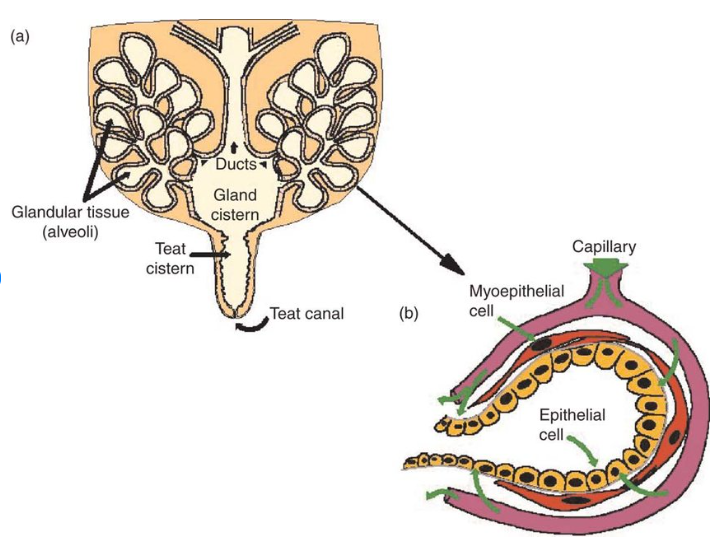 (a)
Ducts
Gland
cistern
Glandular tissue
(alveoli)
Teat
cistern
Teat canal
Capillary
Myoepithelial
cell
(b)
Epithelial
cell